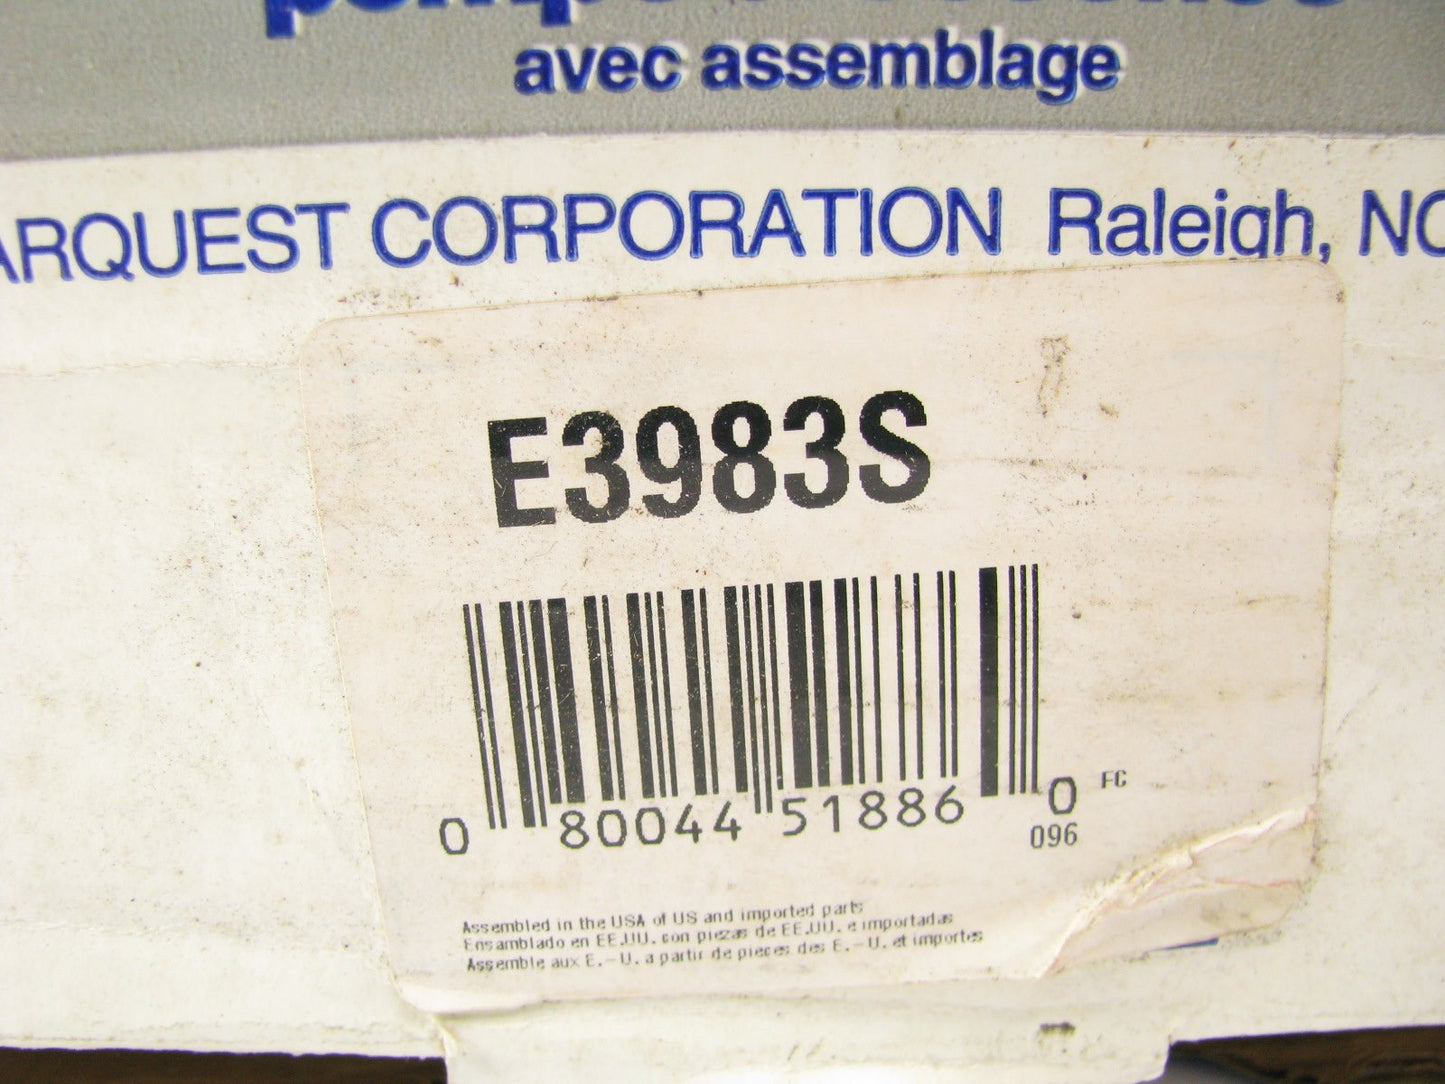 avec assemblage
ARQUEST CORPORATION Raleigh, NC
E3983S
0 80044 51886 0 FC
096
Assembled in the USA of US and imported parts
Ensamblado en EE.UU. con piezas de EE.UU. e importadas
Assemble aux E.-U. a partir de pieces des E.-U. et importes